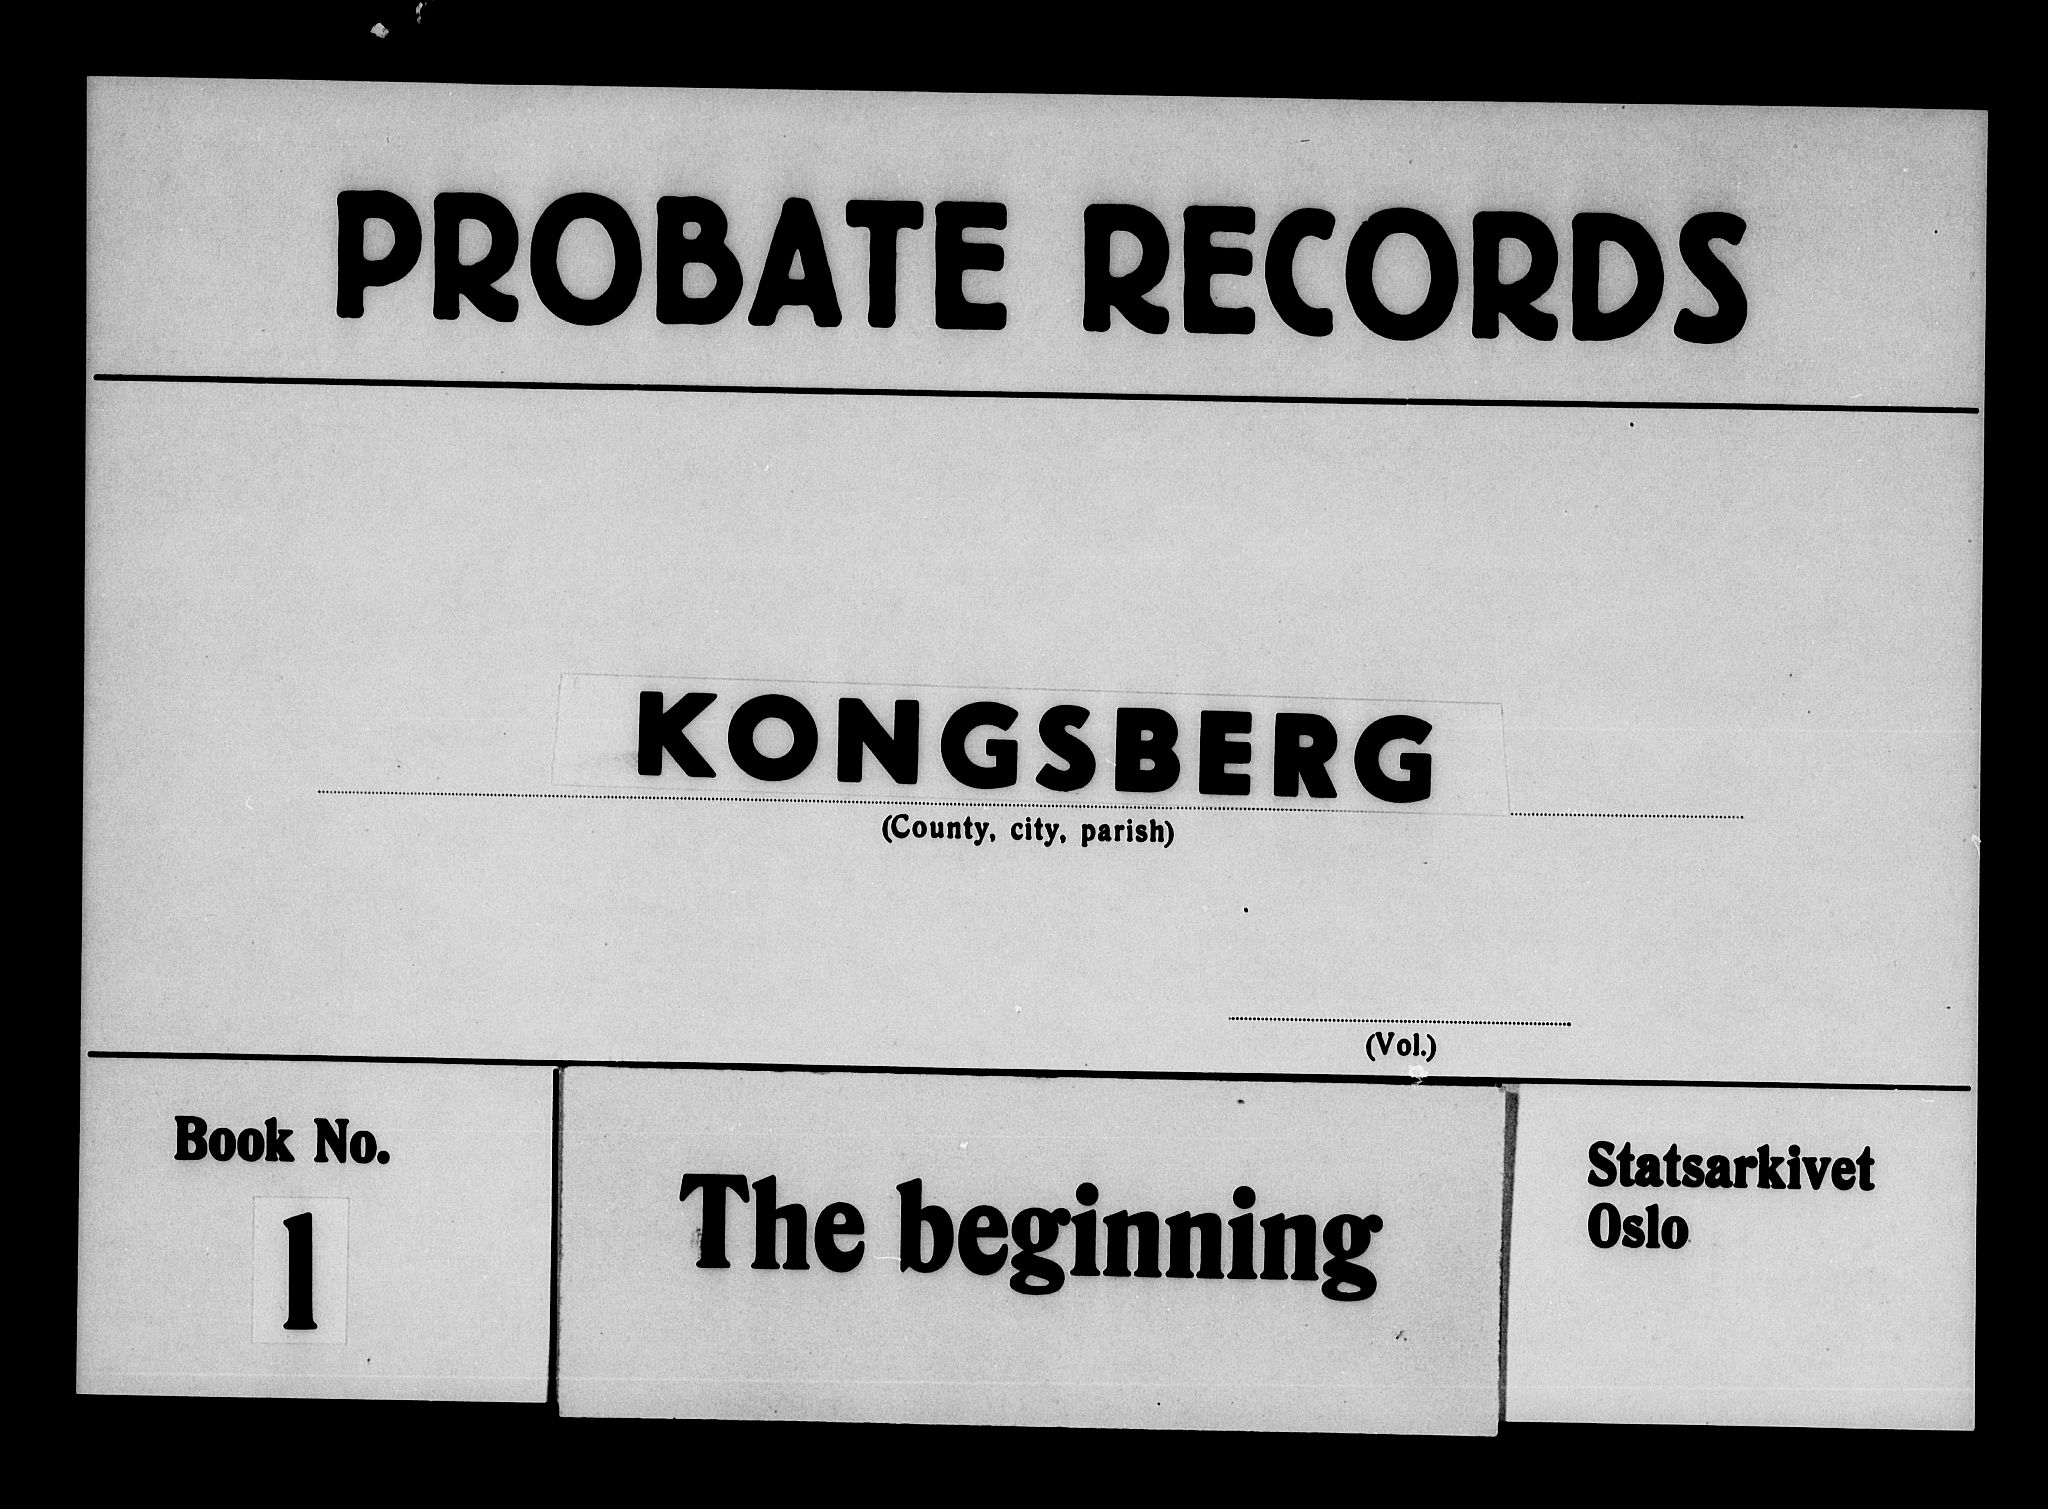 PROBATE RECORDS
KONGSBERG
(County, city, parish)
(Vol.)
Book No.
1
The beginning
Statsarkivet
Oslo